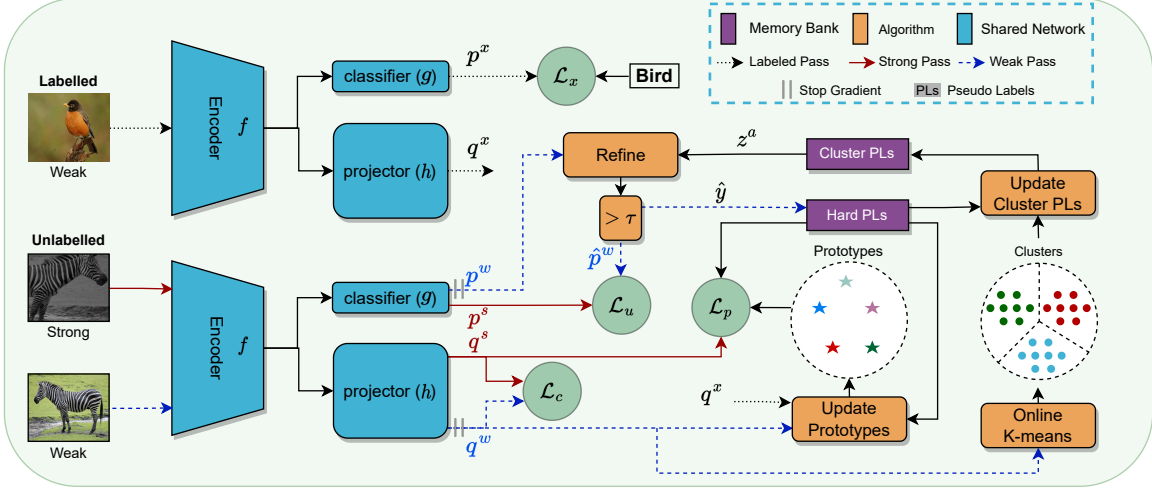 Memory Bank
Algorithm
Shared Network
Labeled Pass
Strong Pass
Weak Pass
Stop Gradient
PLs
Pseudo Labels
Labelled
Weak
Encoder
f
classifier (g)
projector (h)
p^x
q^x
ℒ_x
Bird
Refine
z^a
Cluster PLs
> τ
ŷ
Hard PLs
Update
Cluster PLs
Unlabelled
Strong
Weak
Encoder
f
classifier (g)
projector (h)
p^w
p̂^w
p^s
q^s
q^w
ℒ_u
ℒ_c
ℒ_p
Prototypes
Clusters
q^x
Update
Prototypes
Online
K-means